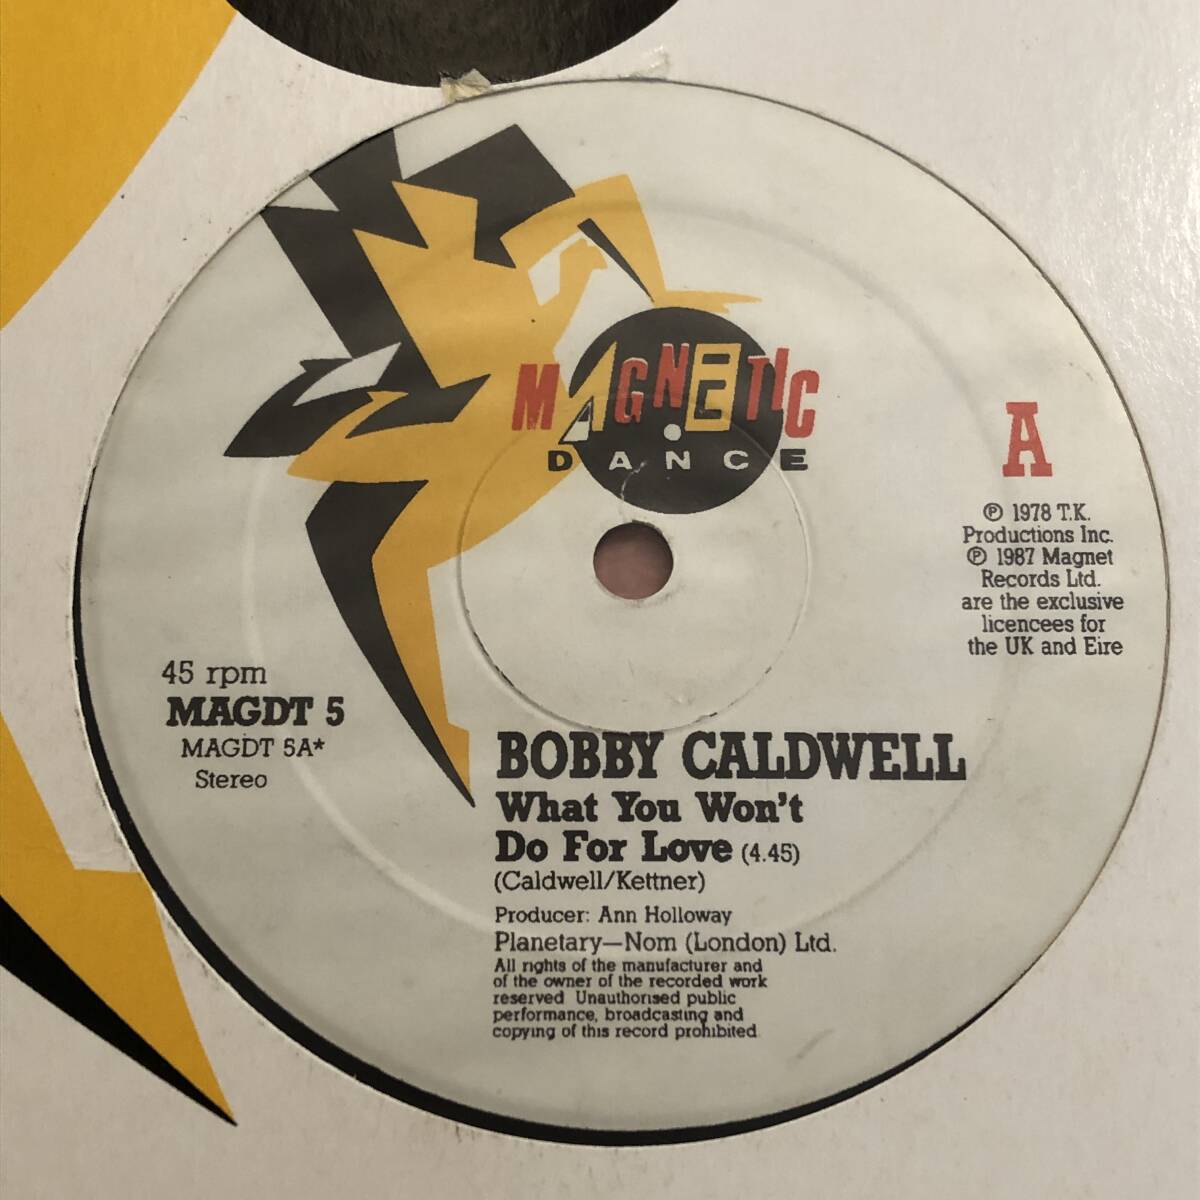 MAGNETIC
DANCE
A
℗ 1978 T.K.
Productions Inc.
℗ 1987 Magnet
Records Ltd.
are the exclusive
licencees for
the UK and Eire
45 rpm
MAGDT 5
MAGDT 5A*
Stereo
BOBBY CALDWELL
What You Won't
Do For Love (4.45)
(Caldwell/Kettner)
Producer: Ann Holloway
Planetary—Nom (London) Ltd.
All rights of the manufacturer and
of the owner of the recorded work
reserved Unauthorised public
performance, broadcasting and
copying of this record prohibited